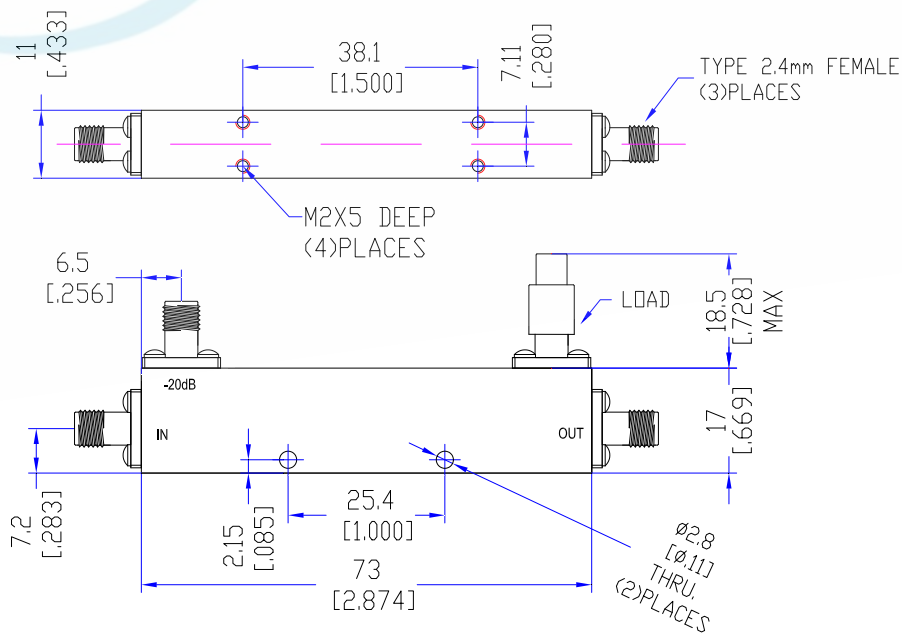 11
[.433]
38.1
[1.500]
7.11
[.280]
TYPE 2.4mm FEMALE
(3)PLACES
M2X5 DEEP
(4)PLACES
6.5
[.256]
LOAD
18.5
[.728]
MAX
-20dB
IN
OUT
17
[.669]
7.2
[.283]
2.15
[.085]
25.4
[1.000]
ø2.8
[ø.11]
THRU.
(2)PLACES
73
[2.874]